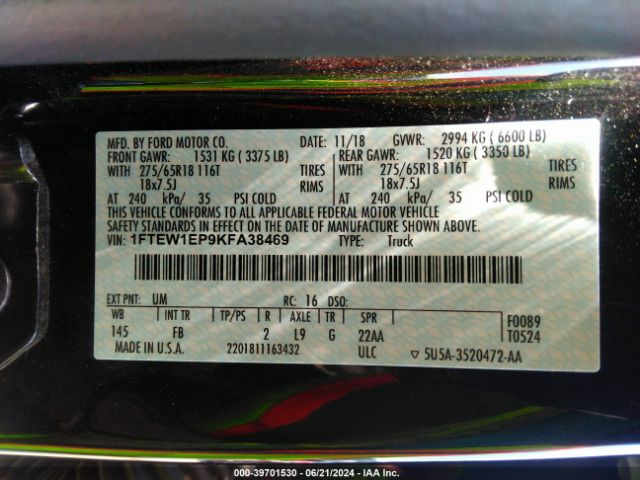 MFD. BY FORD MOTOR CO. DATE: 11/18 GVWR: 2994 KG ( 6600 LB)
FRONT GAWR: 1531 KG ( 3375 LB) REAR GAWR: 1520 KG ( 3350 LB)
WITH 275/65R18 116T TIRES WITH 275/65R18 116T TIRES
18x7.5J RIMS 18x7.5J RIMS
AT 240 kPa/ 35 PSI COLD AT 240 kPa/ 35 PSI COLD
THIS VEHICLE CONFORMS TO ALL APPLICABLE FEDERAL MOTOR VEHICLE
SAFETY STANDARDS IN EFFECT ON THE DATE OF MANUFACTURE SHOWN ABOVE.
VIN: 1FTEW1EP9KFA38469 TYPE: Truck
EXT PNT: UM RC: 16 DSO:
WB INT TR TP/PS R AXLE TR SPR F0089
145 FB 2 L9 G 22AA T0524
MADE IN U.S.A. 2201811163432 ULC ▽ 5U5A-3520472-AA
000-39701530 - 06/21/2024 - IAA Inc.